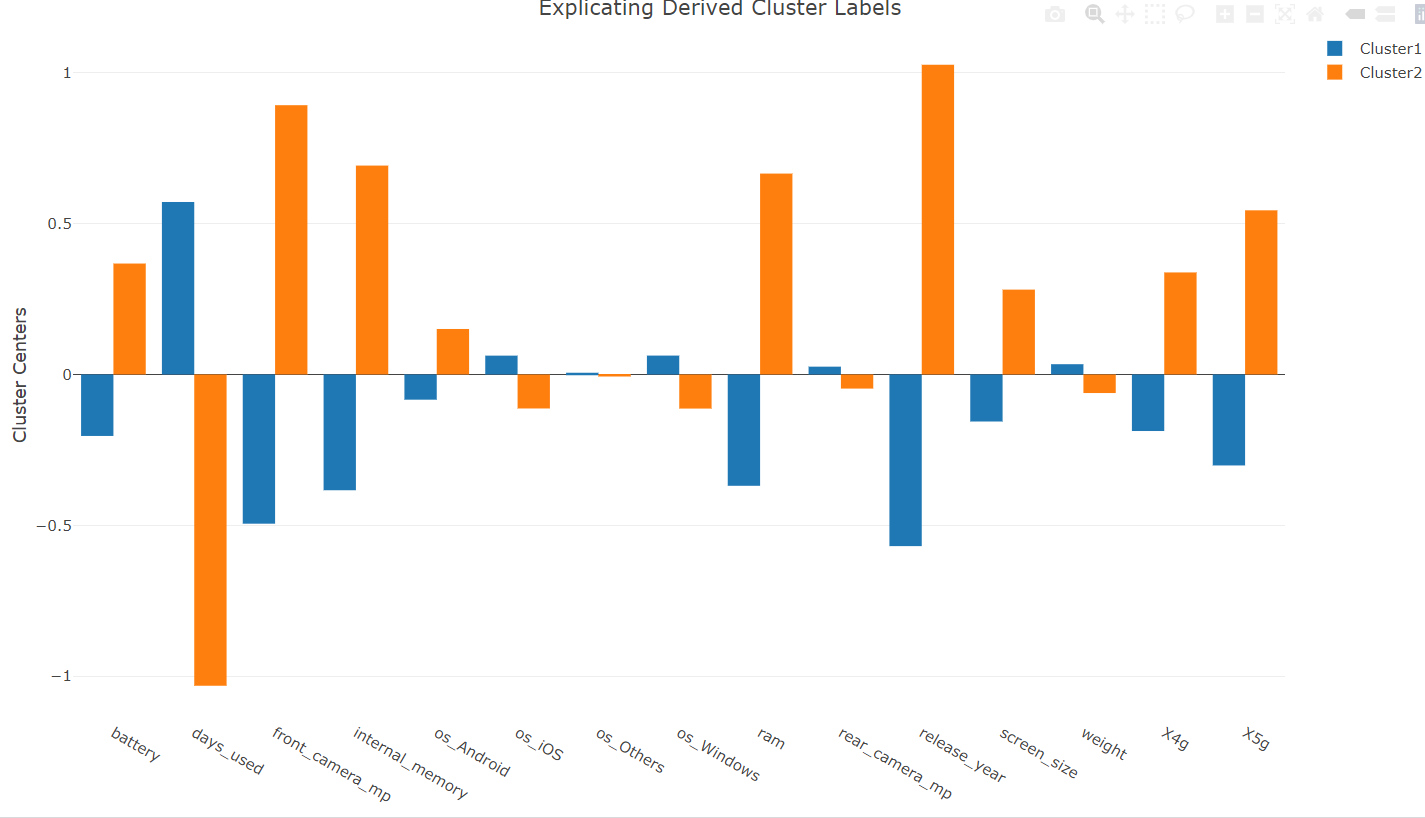 Explicating Derived Cluster Labels
Cluster1
Cluster2
1
0.5
0
−0.5
−1
Cluster Centers
battery
days_used
front_camera_mp
internal_memory
os_Android
os_iOS
os_Others
os_Windows
ram
rear_camera_mp
release_year
screen_size
weight
X4g
X5g